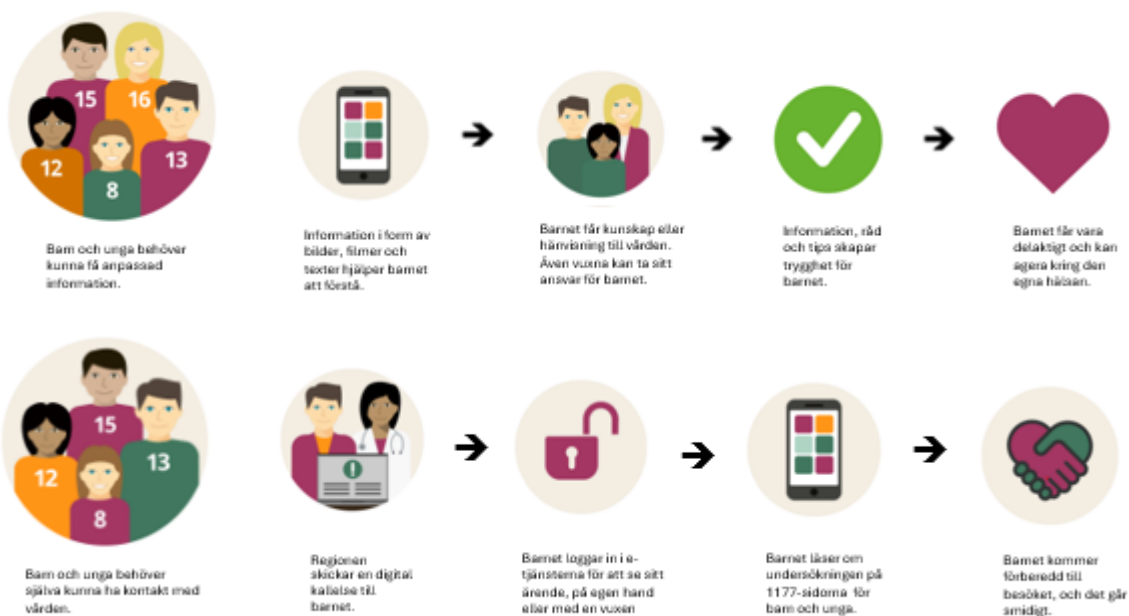 15
16
12
13
8
Barn och unga behöver
kunna få anpassad
information.
Information i form av
bilder, filmer och
texter hjälper barnet
att förstå.
Barnet får kunskap eller
hänvisning till vården.
Även vuxna kan ta sitt
ansvar för barnet.
Information, råd
och tips skapar
trygghet för
barnet.
Barnet får vara
delaktigt och kan
agera kring den
egna hälsan.
15
12
13
8
Barn och unga behöver
själva kunna ha kontakt med
vården.
Regionen
skickar en digital
kallelse till
barnet.
Barnet loggar in i e-
tjänsterna för att se sitt
ärende, på egen hand
eller med en vuxen
Barnet läser om
undersökningen på
1177-sidorna för
barn och unga.
Barnet kommer
förberedd till
besöket, och det går
smidigt.